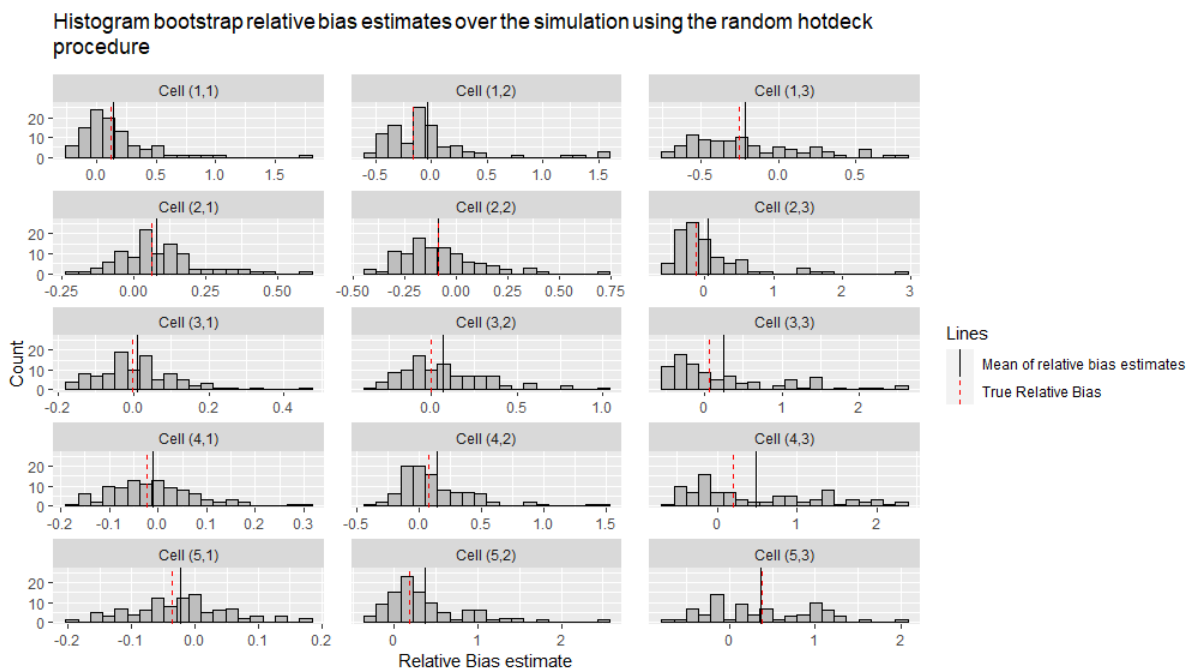 Histogram bootstrap relative bias estimates over the simulation using the random hotdeck
procedure
Cell (1,1) Cell (1,2) Cell (1,3)
20
10
0
0.0 0.5 1.0 1.5 -0.5 0.0 0.5 1.0 1.5 -0.5 0.0 0.5
Cell (2,1) Cell (2,2) Cell (2,3)
20
10
0
-0.25 0.00 0.25 0.50 -0.50 -0.25 0.00 0.25 0.50 0.75 0 1 2 3
Cell (3,1) Cell (3,2) Cell (3,3)
20
10
0
-0.2 0.0 0.2 0.4 0.0 0.5 1.0 0 1 2
Cell (4,1) Cell (4,2) Cell (4,3)
20
10
0
-0.2 -0.1 0.0 0.1 0.2 0.3 -0.5 0.0 0.5 1.0 1.5 0 1 2
Cell (5,1) Cell (5,2) Cell (5,3)
20
10
0
-0.2 -0.1 0.0 0.1 0.2 0 1 2 0 1 2
Count
Relative Bias estimate
Lines
Mean of relative bias estimates
True Relative Bias